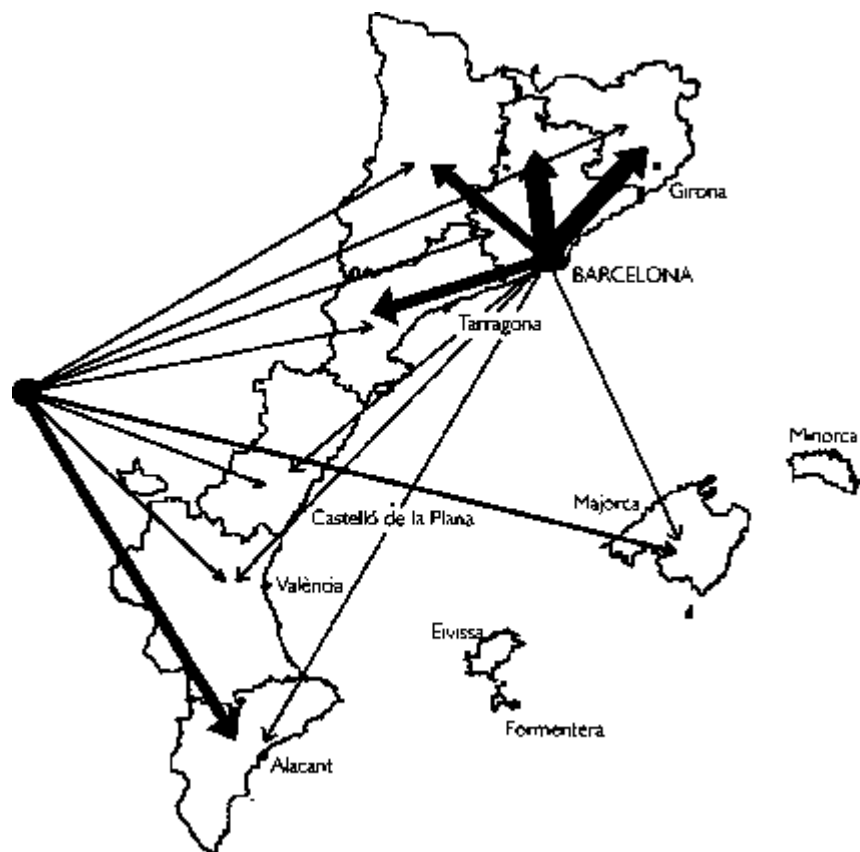 Girona
BARCELONA
Tarragona
Minorca
Majorca
Castelló de la Plana
València
Eivissa
Formentera
Alacant